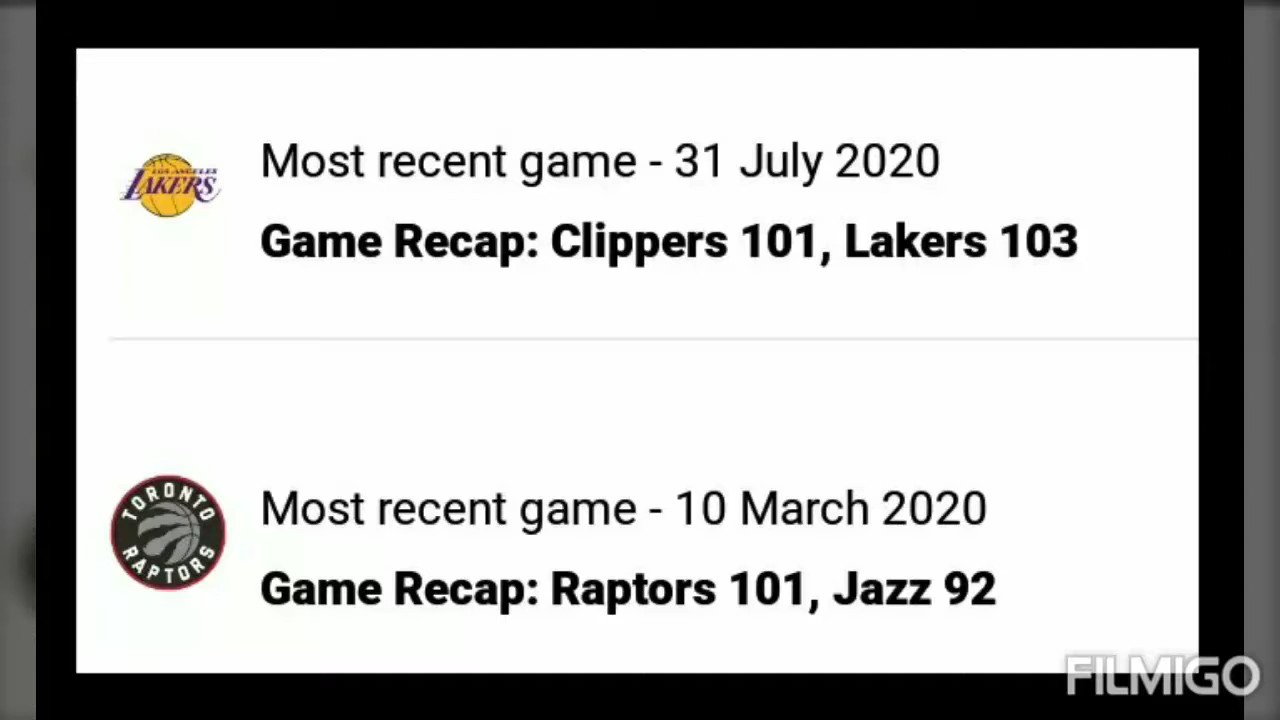 LOS ANGELES
LAKERS
Most recent game - 31 July 2020
Game Recap: Clippers 101, Lakers 103
TORONTO
RAPTORS
Most recent game - 10 March 2020
Game Recap: Raptors 101, Jazz 92
FILMIGO